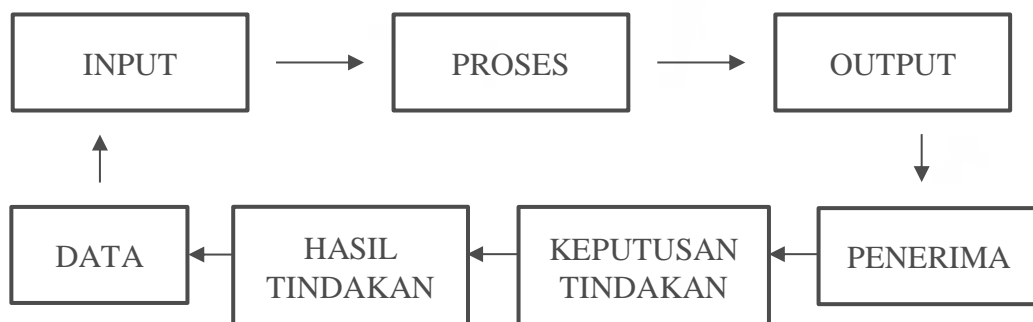 INPUT
PROSES
OUTPUT
DATA
HASIL
TINDAKAN
KEPUTUSAN
TINDAKAN
PENERIMA